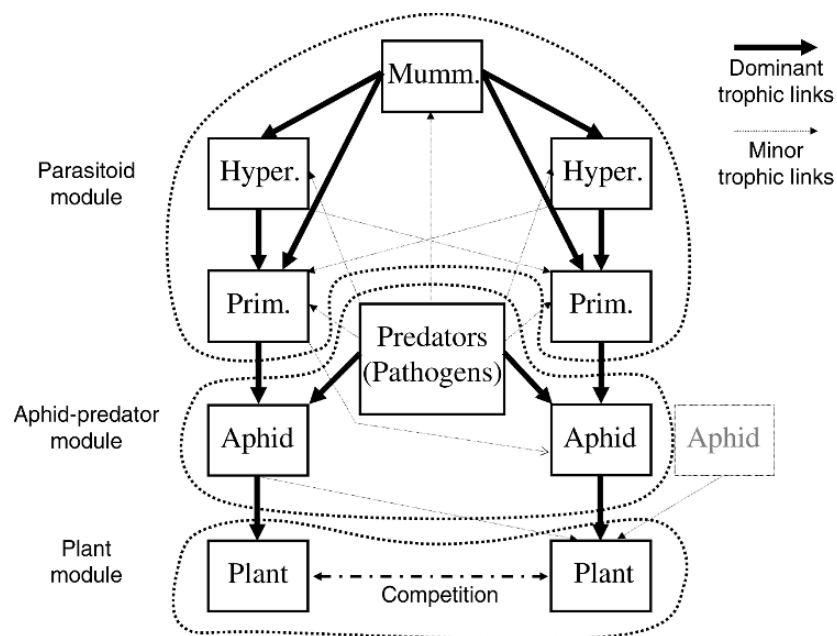 Mumm.
Dominant
trophic links
Minor
trophic links
Parasitoid
module
Hyper.
Hyper.
Prim.
Prim.
Predators
(Pathogens)
Aphid-predator
module
Aphid
Aphid
Aphid
Plant
module
Plant
Competition
Plant